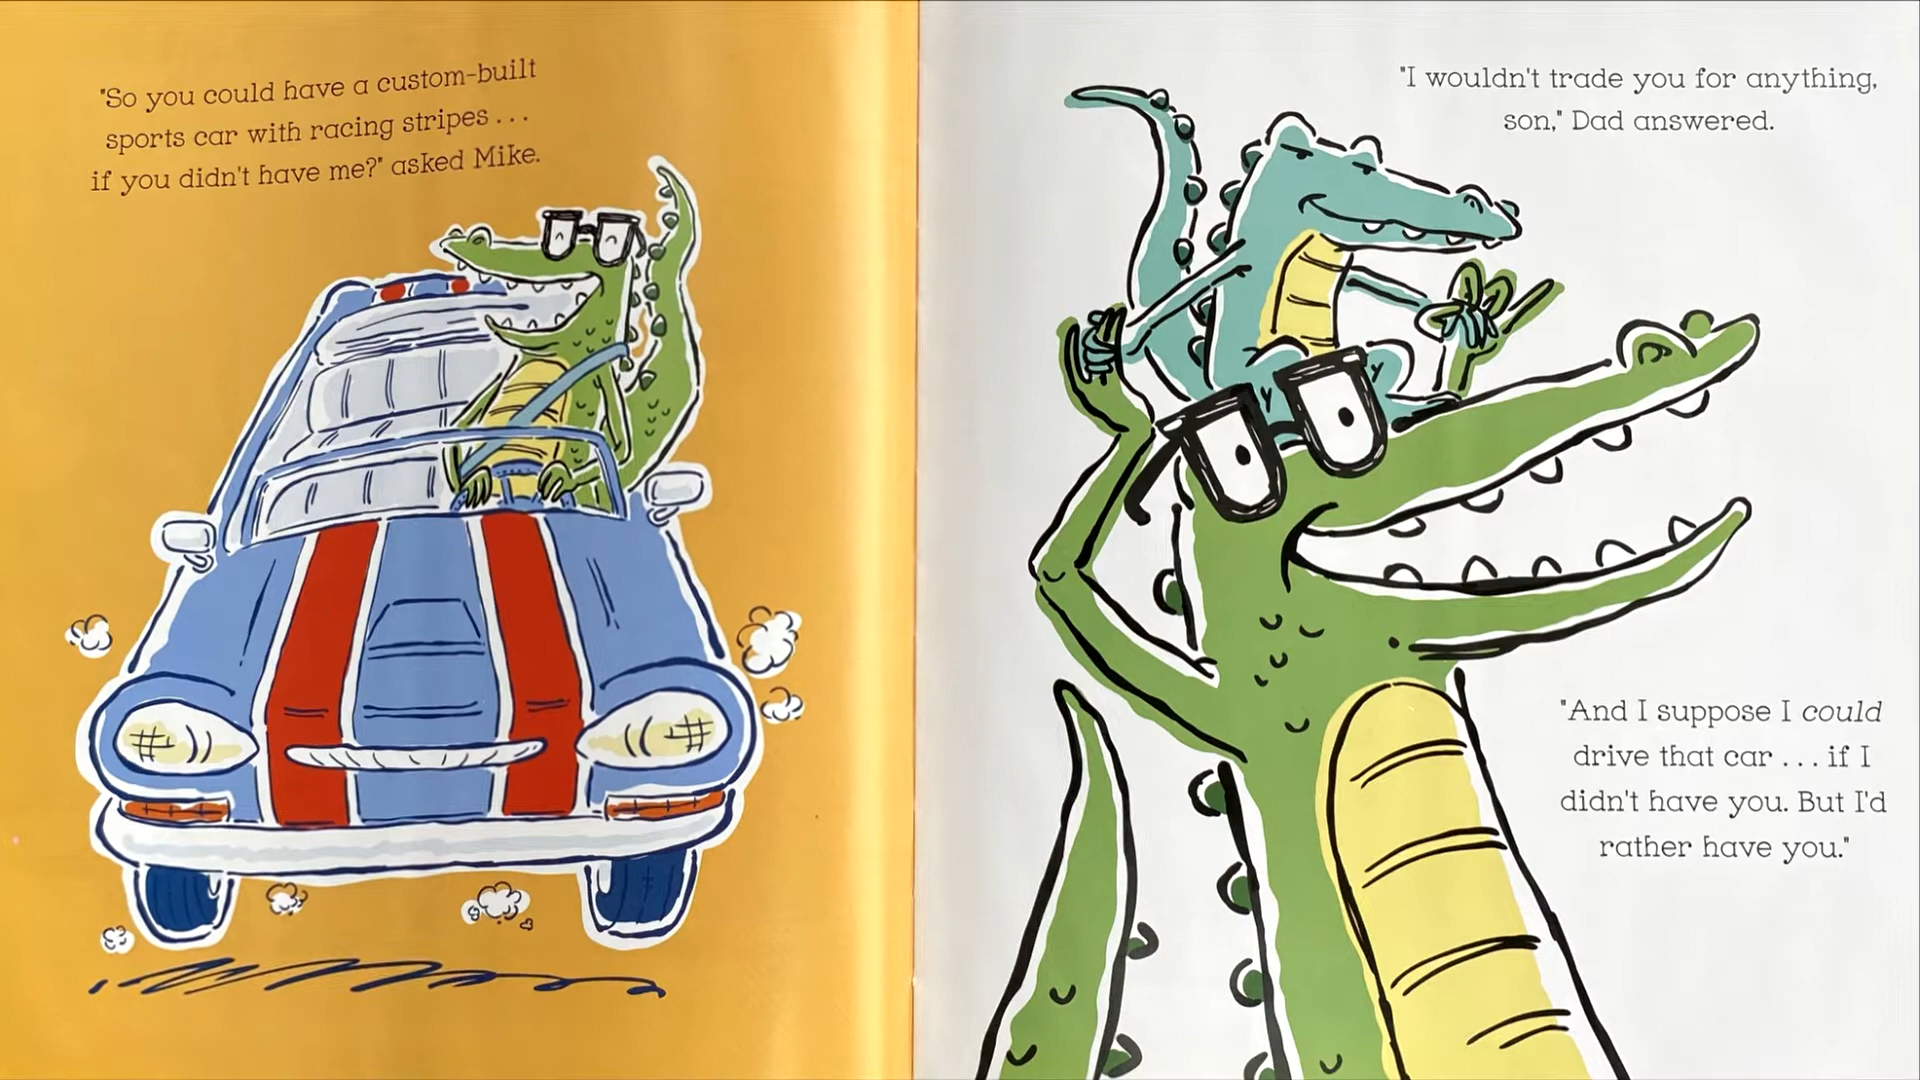 "So you could have a custom-built
sports car with racing stripes . . .
if you didn't have me?" asked Mike.
"I wouldn't trade you for anything,
son," Dad answered.
"And I suppose I could
drive that car . . . if I
didn't have you. But I'd
rather have you."